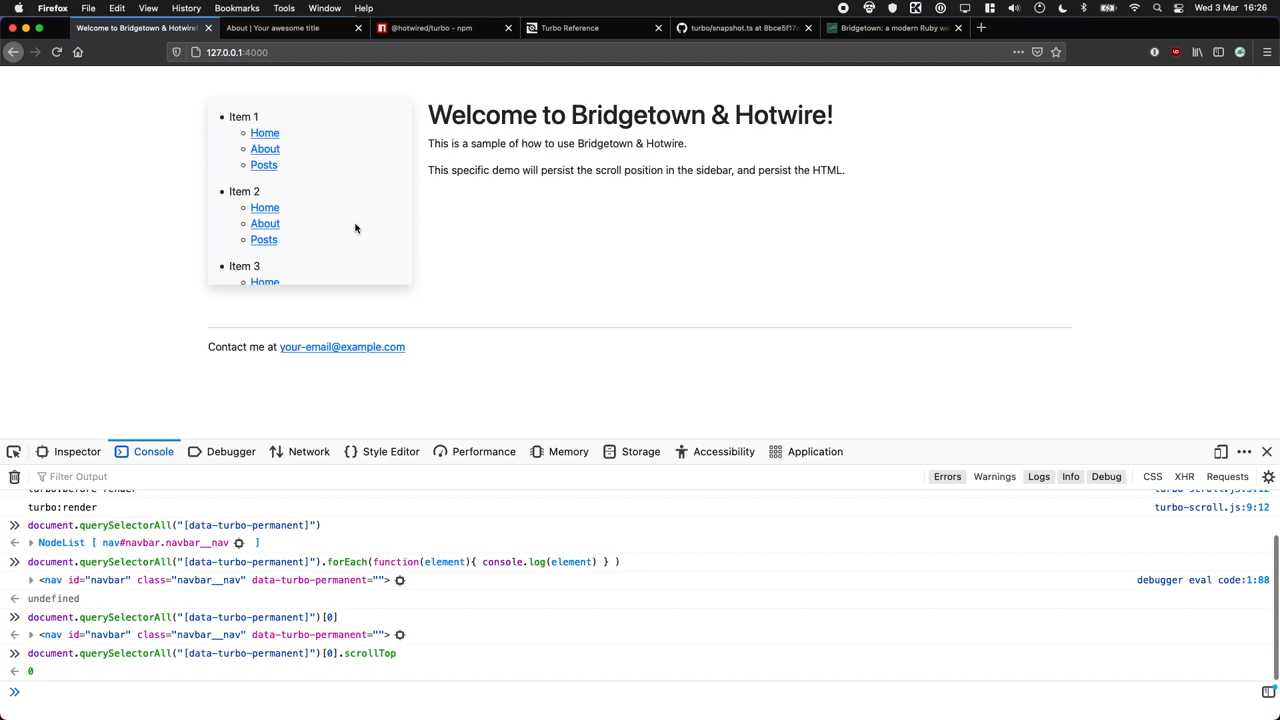 Firefox File Edit View History Bookmarks Tools Window Help Wed 3 Mar 16:26
Welcome to Bridgetown & Hotwire! About | Your awesome title @hotwired/turbo - npm Turbo Reference turbo/snapshot.ts at 8bce5f17c Bridgetown: a modern Ruby we
127.0.0.1:4000
Item 1
Home
About
Posts
Item 2
Home
About
Posts
Item 3
Home
Welcome to Bridgetown & Hotwire!
This is a sample of how to use Bridgetown & Hotwire.
This specific demo will persist the scroll position in the sidebar, and persist the HTML.
Contact me at your-email@example.com
Inspector Console Debugger Network Style Editor Performance Memory Storage Accessibility Application
Filter Output Errors Warnings Logs Info Debug CSS XHR Requests
turbo:before-render
turbo:render turbo-scroll.js:9:12
document.querySelectorAll("[data-turbo-permanent]")
NodeList [ nav#navbar.navbar__nav ]
document.querySelectorAll("[data-turbo-permanent]").forEach(function(element){ console.log(element) } )
<nav id="navbar" class="navbar__nav" data-turbo-permanent=""> debugger eval code:1:88
undefined
document.querySelectorAll("[data-turbo-permanent]")[0]
<nav id="navbar" class="navbar__nav" data-turbo-permanent="">
document.querySelectorAll("[data-turbo-permanent]")[0].scrollTop
0